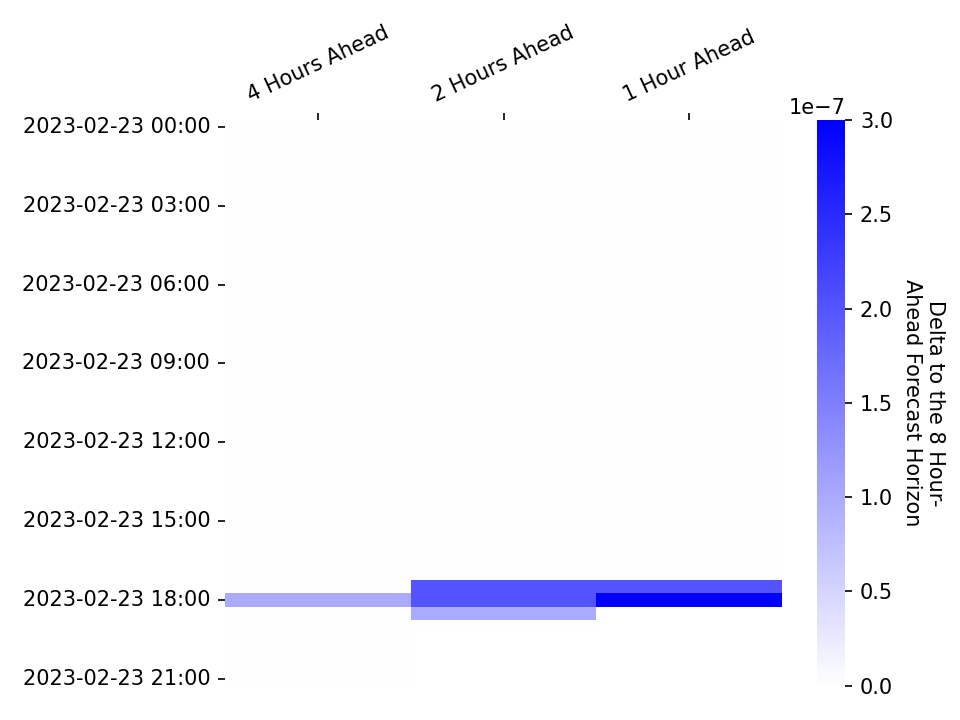 4 Hours Ahead
2 Hours Ahead
1 Hour Ahead
1e−7
2023-02-23 00:00
2023-02-23 03:00
2023-02-23 06:00
2023-02-23 09:00
2023-02-23 12:00
2023-02-23 15:00
2023-02-23 18:00
2023-02-23 21:00
3.0
2.5
2.0
1.5
1.0
0.5
0.0
Delta to the 8 Hour-
Ahead Forecast Horizon